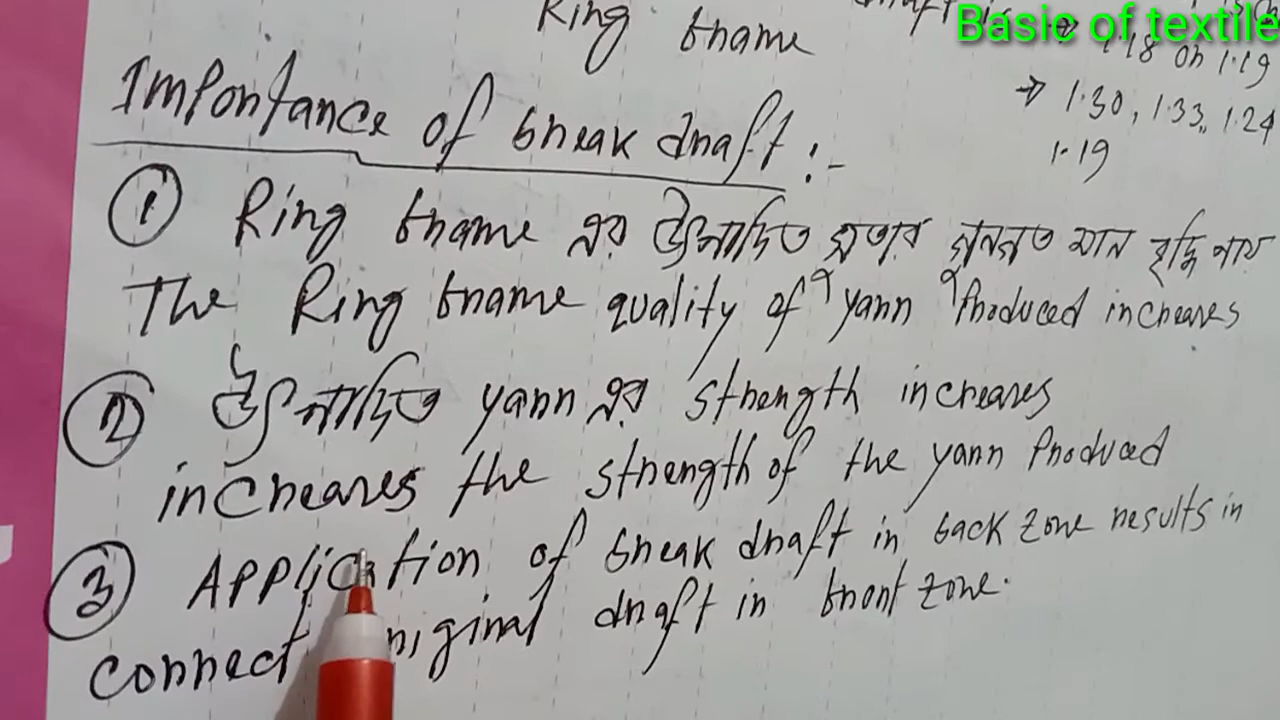 Basic of textile
Ring frame
1.18 or 1.19
→ 1.30, 1.33, 1.24
1.19
Importance of break draft :-
① Ring frame এর উৎপাদিত সুতার গুনগত মান বৃদ্ধি পায়
The Ring frame quality of yarn Produced increares
② উৎপাদিত yarn এর strength increares
increares the strength of the yarn Produced
③ Application of break draft in back zone results in
correct original draft in front zone.